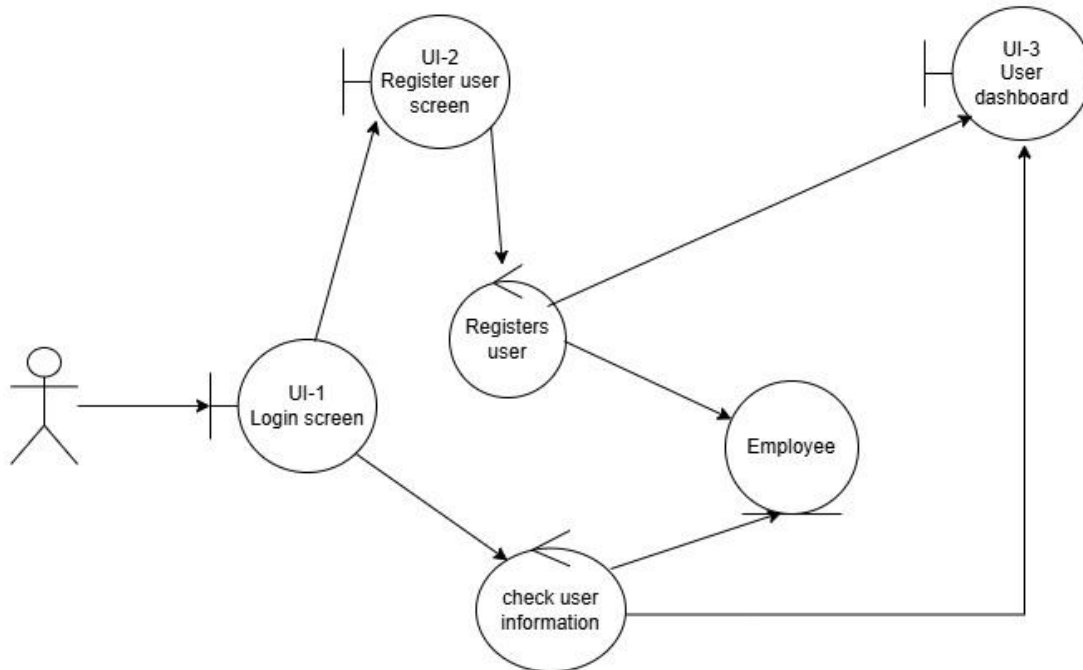 UI-2
Register user
screen
UI-3
User
dashboard
Registers
user
UI-1
Login screen
Employee
check user
information